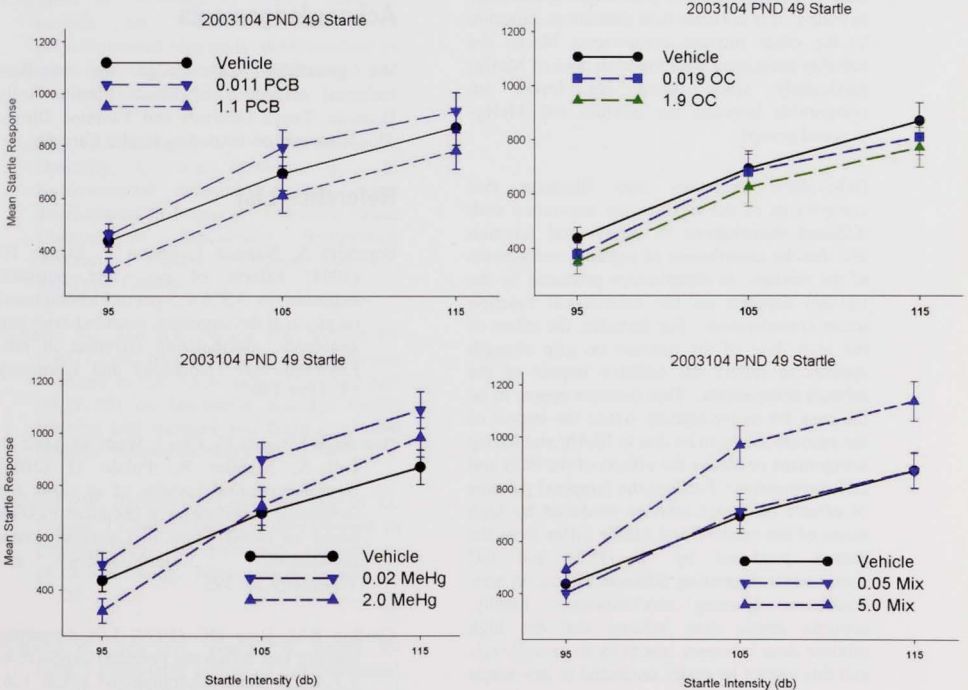 2003104 PND 49 Startle
1200
1000
800
600
400
Mean Startle Response
Vehicle
0.011 PCB
1.1 PCB
95
105
115
2003104 PND 49 Startle
1200
1000
800
600
400
Vehicle
0.019 OC
1.9 OC
95
105
115
2003104 PND 49 Startle
1200
1000
800
600
400
Mean Startle Response
Vehicle
0.02 MeHg
2.0 MeHg
95
105
115
Startle Intensity (db)
2003104 PND 49 Startle
1200
1000
800
600
400
Vehicle
0.05 Mix
5.0 Mix
95
105
115
Startle Intensity (db)